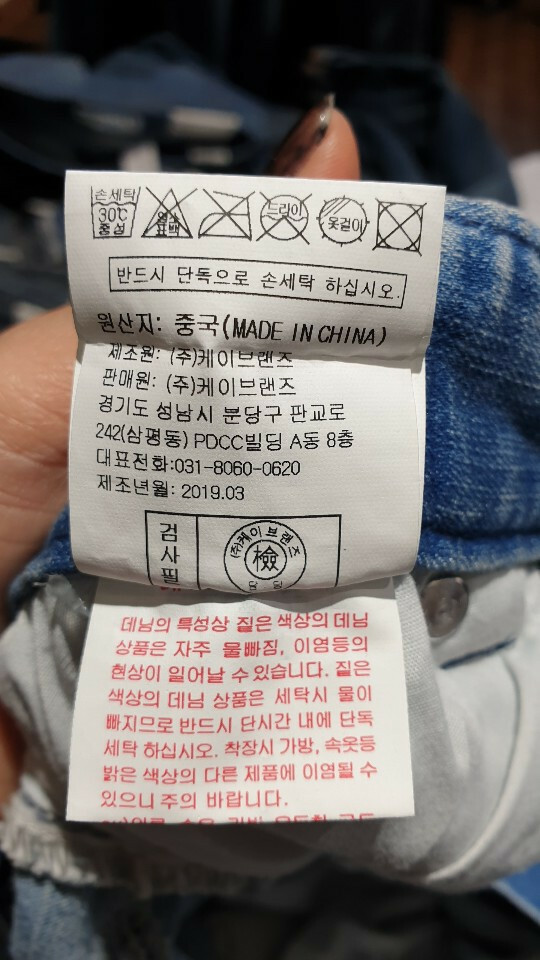 손세탁
30℃
중성
염소
표백
드라이
옷걸이
반드시 단독으로 손세탁 하십시오.
원산지: 중국(MADE IN CHINA)
제조원: (주)케이브랜즈
판매원: (주)케이브랜즈
경기도 성남시 분당구 판교로
242(삼평동) PDCC빌딩 A동 8층
대표전화:031-8060-0620
제조년월: 2019.03
검
사필
(주)케이브랜즈
檢
데님의 특성상 짙은 색상의 데님
상품은 자주 물빠짐, 이염등의
현상이 일어날 수 있습니다. 짙은
색상의 데님 상품은 세탁시 물이
빠지므로 반드시 단시간 내에 단독
세탁 하십시오. 착장시 가방, 속옷등
밝은 색상의 다른 제품에 이염될 수
있으니 주의 바랍니다.